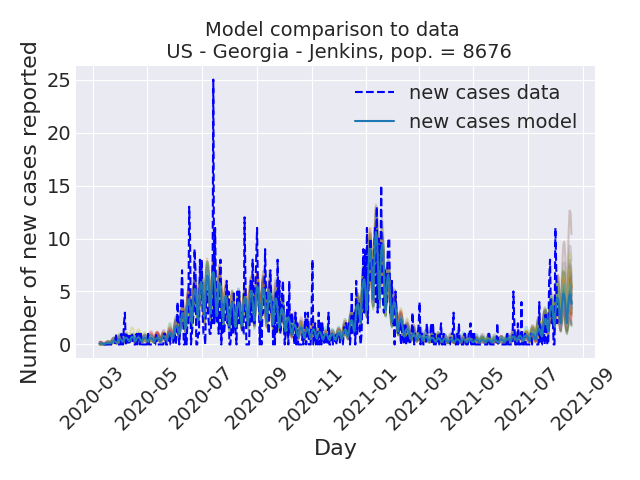 Model comparison to data
US - Georgia - Jenkins, pop. = 8676
Number of new cases reported
25
20
15
10
5
0
new cases data
new cases model
2020-03
2020-05
2020-07
2020-09
2020-11
2021-01
2021-03
2021-05
2021-07
2021-09
Day